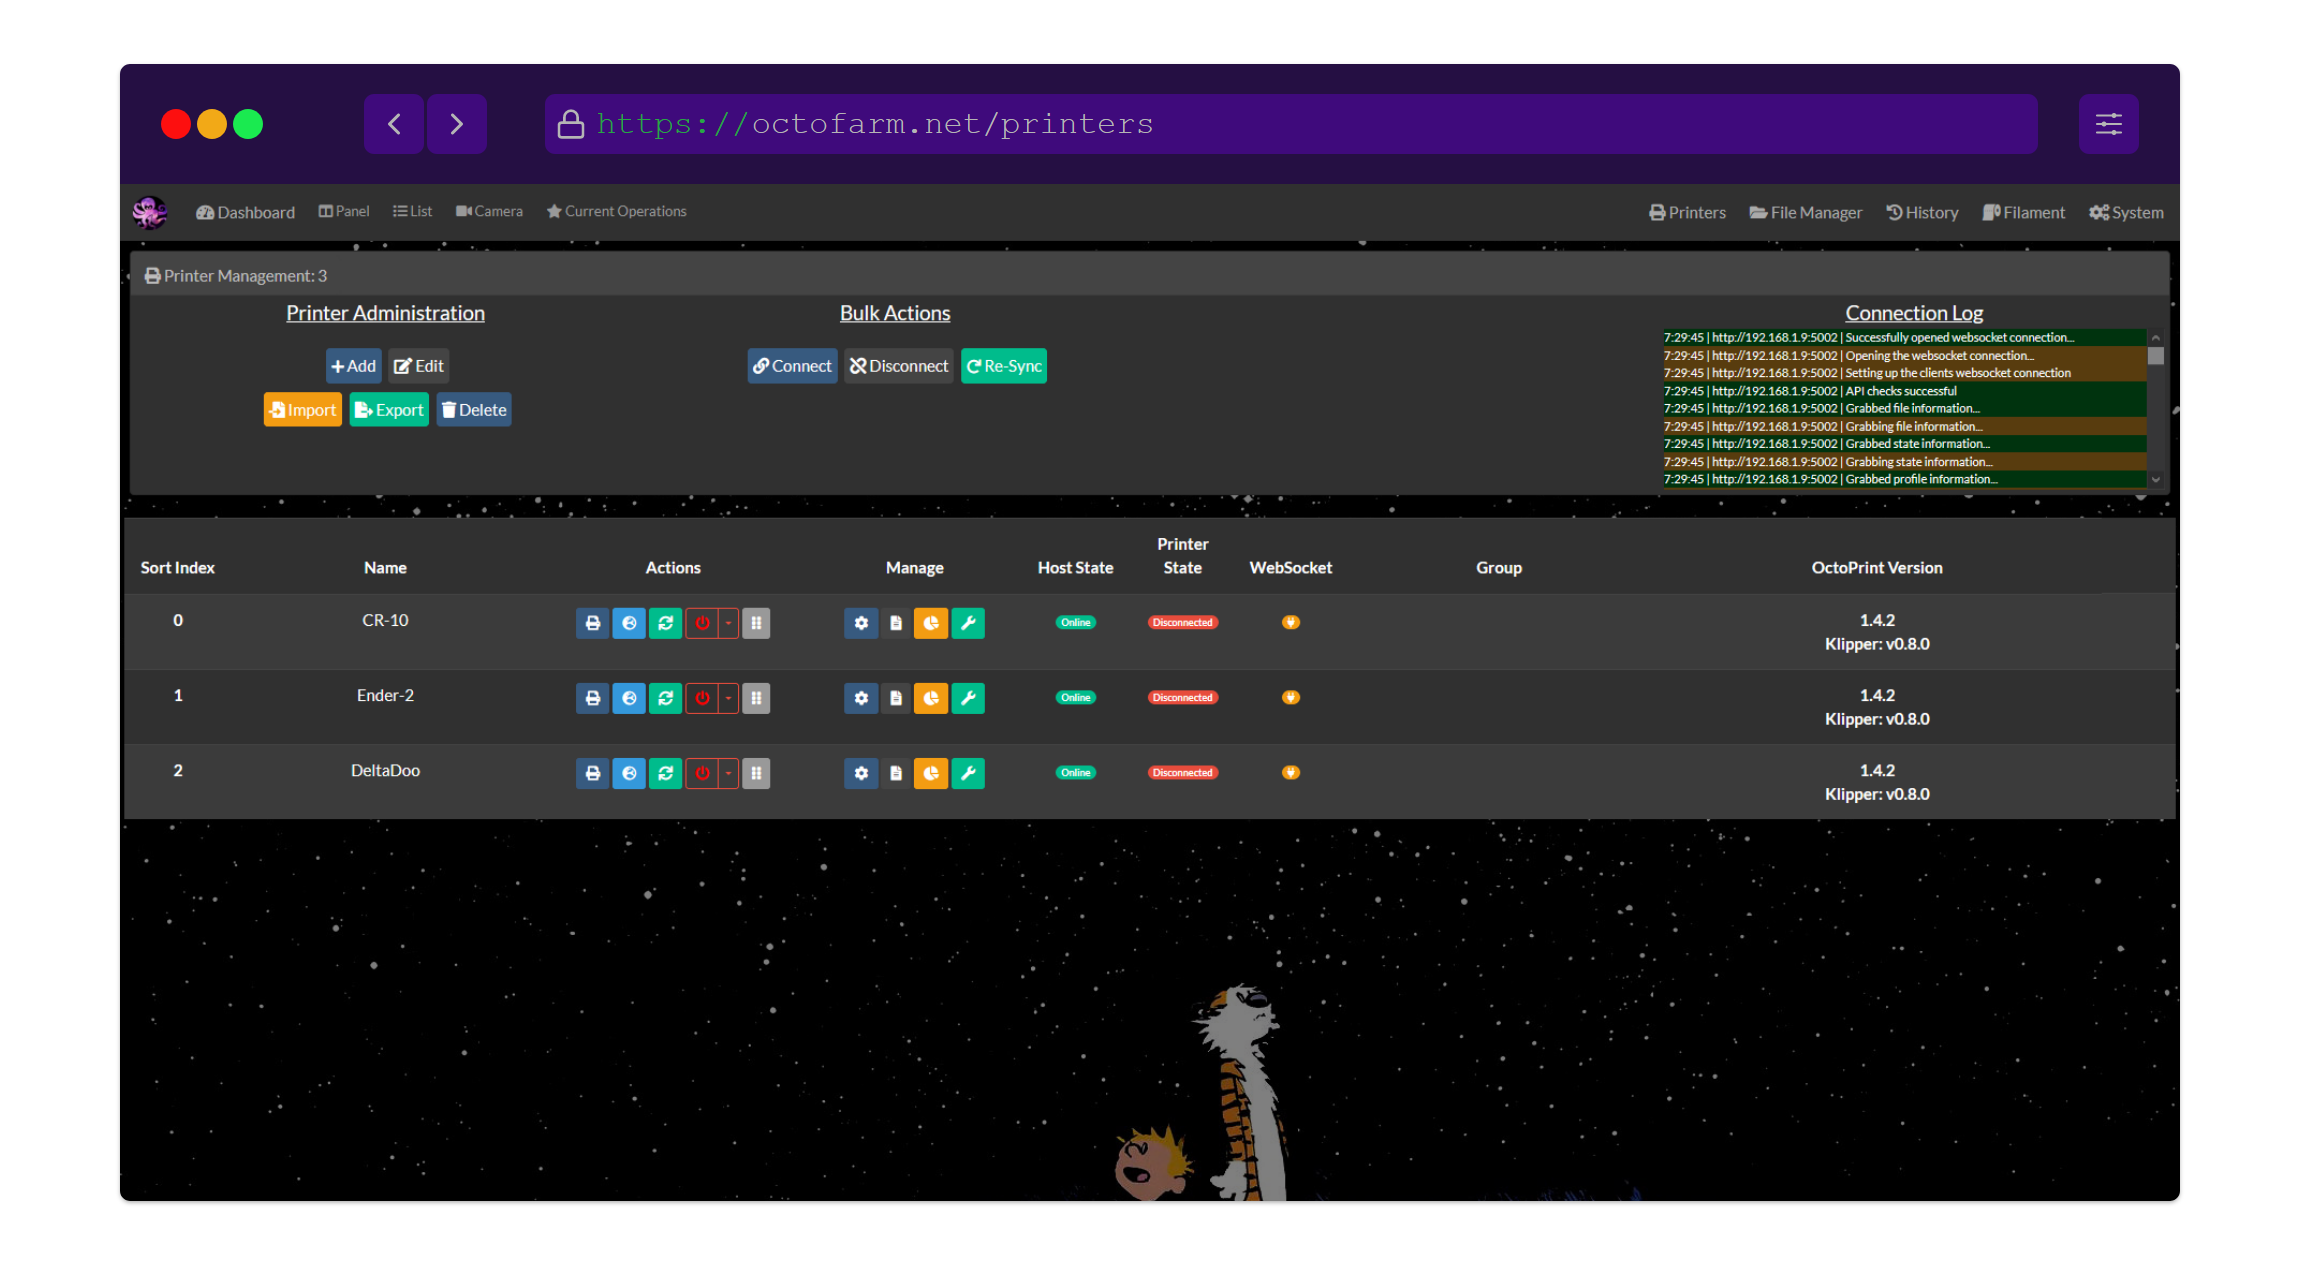 https://octofarm.net/printers
Dashboard Panel List Camera Current Operations Printers File Manager History Filament System
Printer Management: 3
Printer Administration
Add Edit
Import Export Delete
Bulk Actions
Connect Disconnect Re-Sync
Connection Log
7:29:45 | http://192.168.1.9:5002 | Successfully opened websocket connection...
7:29:45 | http://192.168.1.9:5002 | Opening the websocket connection...
7:29:45 | http://192.168.1.9:5002 | Setting up the clients websocket connection
7:29:45 | http://192.168.1.9:5002 | API checks successful
7:29:45 | http://192.168.1.9:5002 | Grabbed file information...
7:29:45 | http://192.168.1.9:5002 | Grabbing file information...
7:29:45 | http://192.168.1.9:5002 | Grabbed state information...
7:29:45 | http://192.168.1.9:5002 | Grabbing state information...
7:29:45 | http://192.168.1.9:5002 | Grabbed profile information...
Sort Index Name Actions Manage Host State Printer State WebSocket Group OctoPrint Version
0 CR-10 Online Disconnected 1.4.2
Klipper: v0.8.0
1 Ender-2 Online Disconnected 1.4.2
Klipper: v0.8.0
2 DeltaDoo Online Disconnected 1.4.2
Klipper: v0.8.0